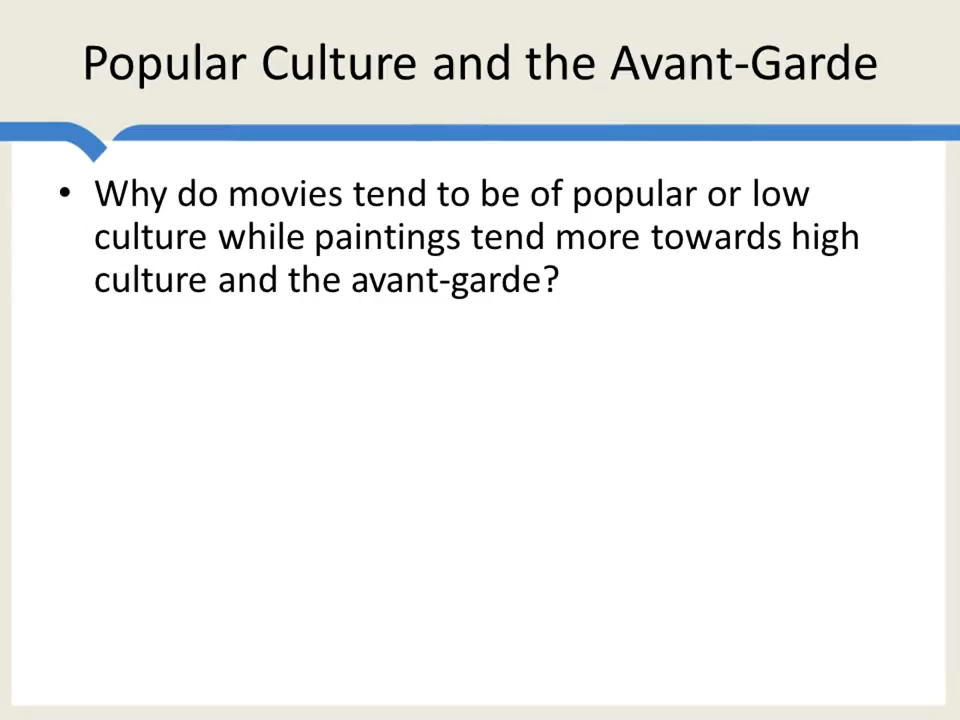 Popular Culture and the Avant-Garde
• Why do movies tend to be of popular or low
culture while paintings tend more towards high
culture and the avant-garde?